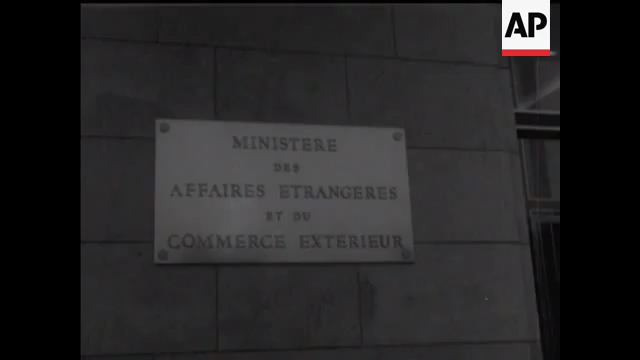 AP
MINISTERE
DES
AFFAIRES ETRANGERES
ET DU
COMMERCE EXTERIEUR